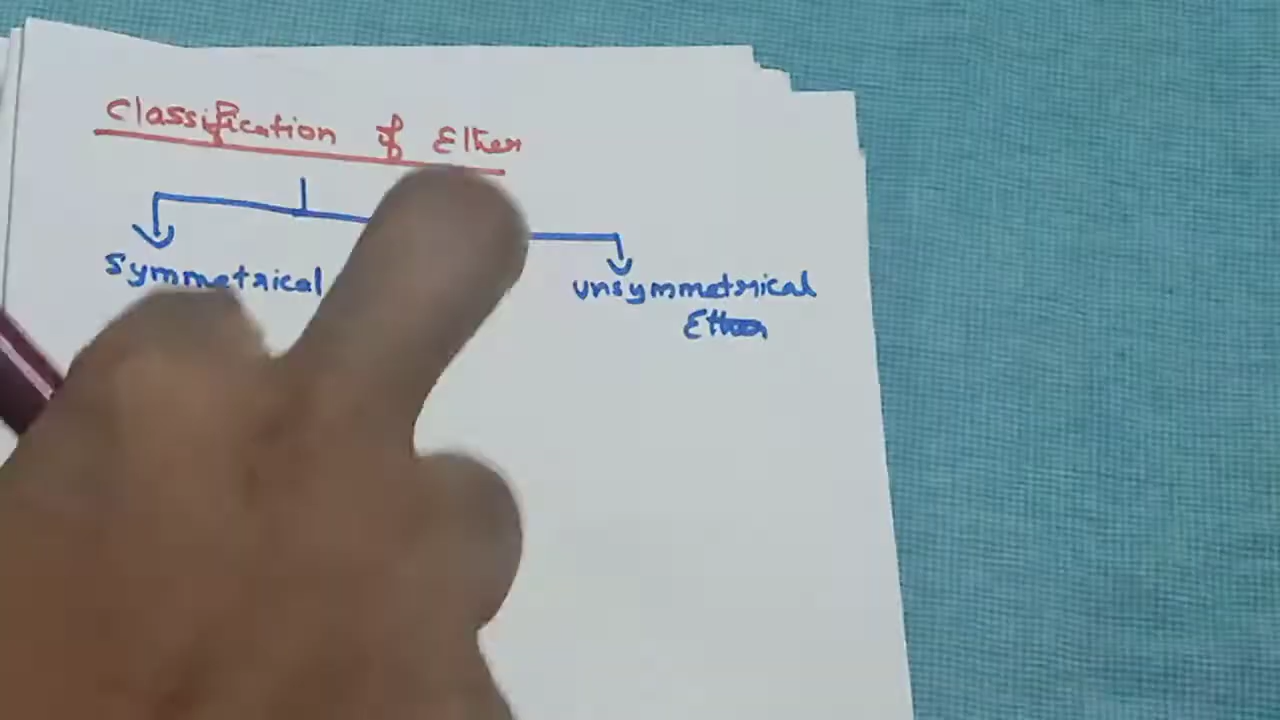 Classification of Ether
Symmetrical
unsymmetrical
Ether